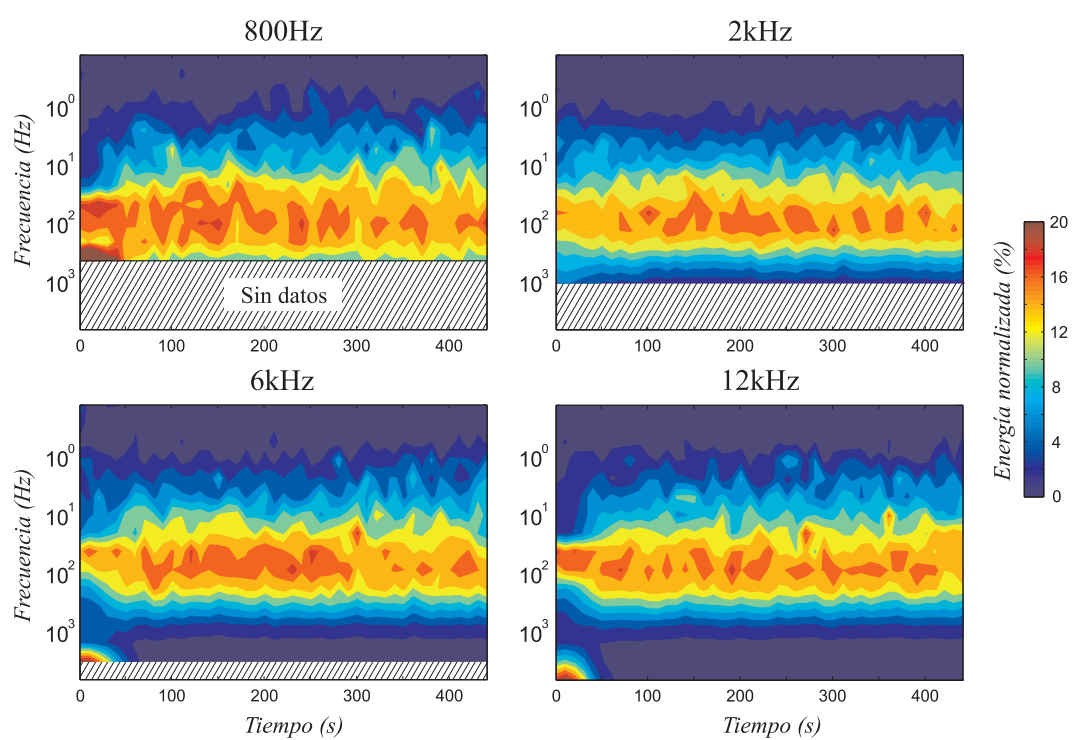 800Hz
2kHz
Frecuencia (Hz)
10^0
10^1
10^2
10^3
Sin datos
0 100 200 300 400
10^0
10^1
10^2
10^3
0 100 200 300 400
6kHz
12kHz
Frecuencia (Hz)
10^0
10^1
10^2
10^3
0 100 200 300 400
Tiempo (s)
10^0
10^1
10^2
10^3
0 100 200 300 400
Tiempo (s)
Energía normalizada (%)
20
16
12
8
4
0